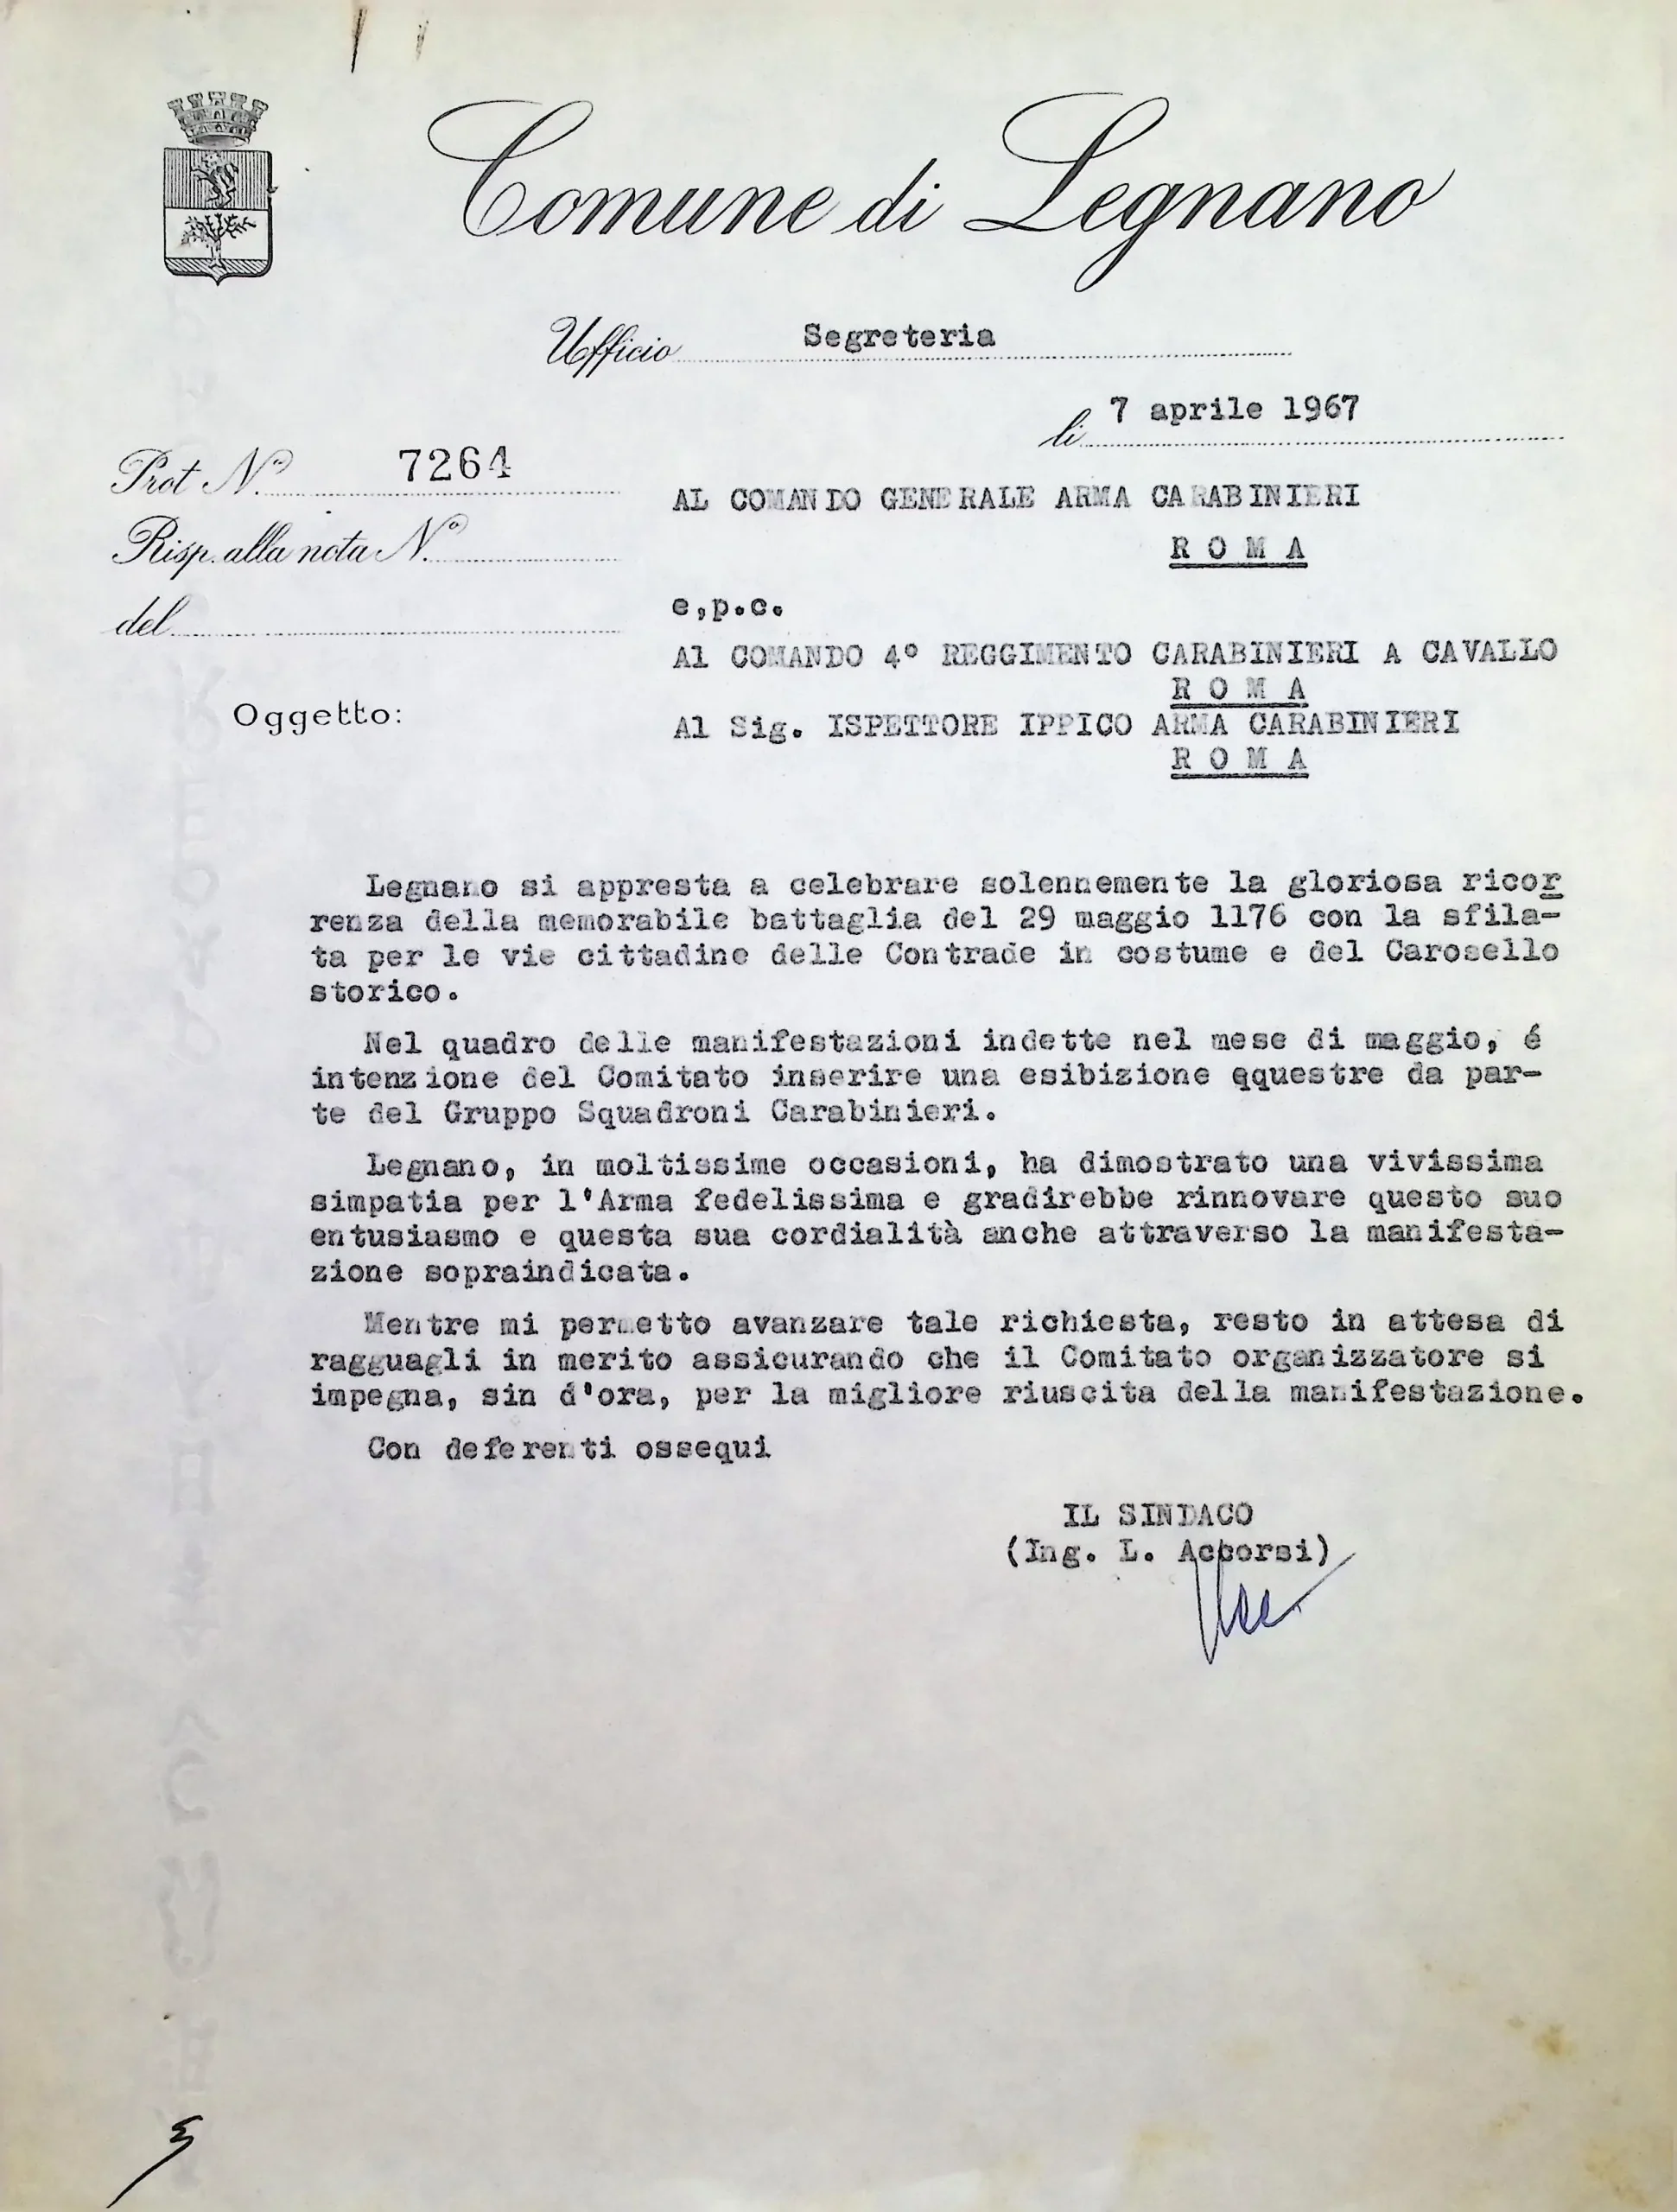 Comune di Legnano
Ufficio Segreteria
li 7 aprile 1967
Prot N.° 7264
AL COMANDO GENERALE ARMA CARABINIERI
R O M A
Risp. alla nota N.°
del
e,p.c.
Al COMANDO 4° REGGIMENTO CARABINIERI A CAVALLO
R O M A
Oggetto:
Al Sig. ISPETTORE IPPICO ARMA CARABINIERI
R O M A
Legnano si appresta a celebrare solennemente la gloriosa ricor
renza della memorabile battaglia del 29 maggio 1176 con la sfila-
ta per le vie cittadine delle Contrade in costume e del Carosello
storico.
Nel quadro delle manifestazioni indette nel mese di maggio, é
intenzione del Comitato inserire una esibizione equestre da par-
te del Gruppo Squadroni Carabinieri.
Legnano, in moltissime occasioni, ha dimostrato una vivissima
simpatia per l'Arma fedelissima e gradirebbe rinnovare questo suo
entusiasmo e questa sua cordialità anche attraverso la manifesta-
zione sopraindicata.
Mentre mi permetto avanzare tale richiesta, resto in attesa di
ragguagli in merito assicurando che il Comitato organizzatore si
impegna, sin d'ora, per la migliore riuscita della manifestazione.
Con deferenti ossequi
IL SINDACO
(Ing. L. Accorsi)